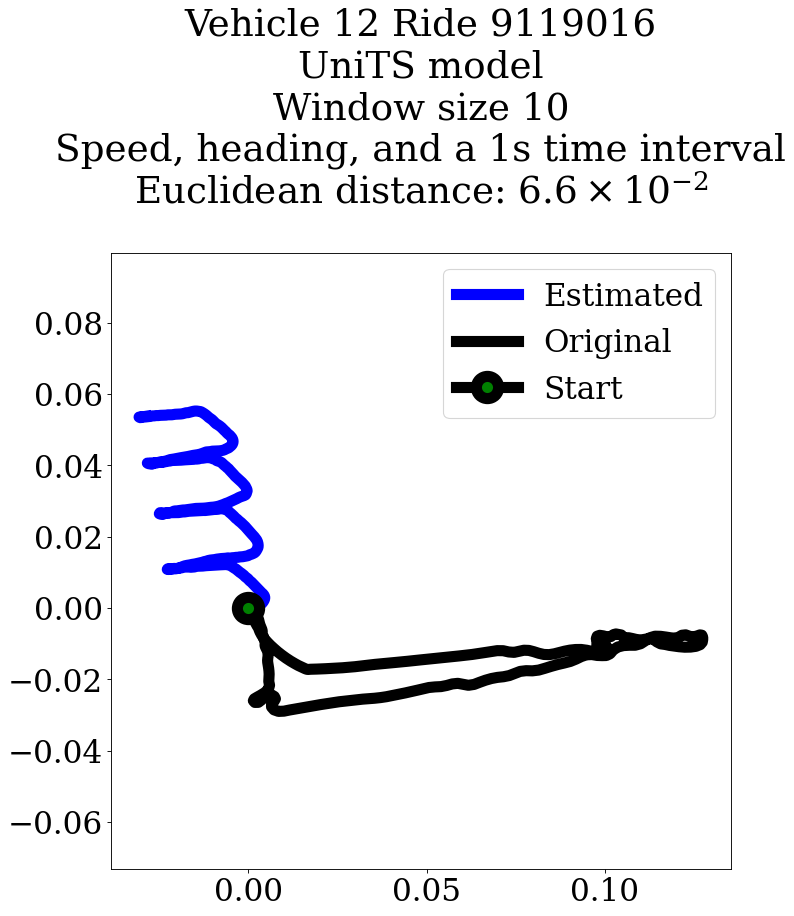 Vehicle 12 Ride 9119016
UniTS model
Window size 10
Speed, heading, and a 1s time interval
Euclidean distance: 6.6 × 10⁻²
Estimated
Original
Start
0.08
0.06
0.04
0.02
0.00
−0.02
−0.04
−0.06
0.00 0.05 0.10